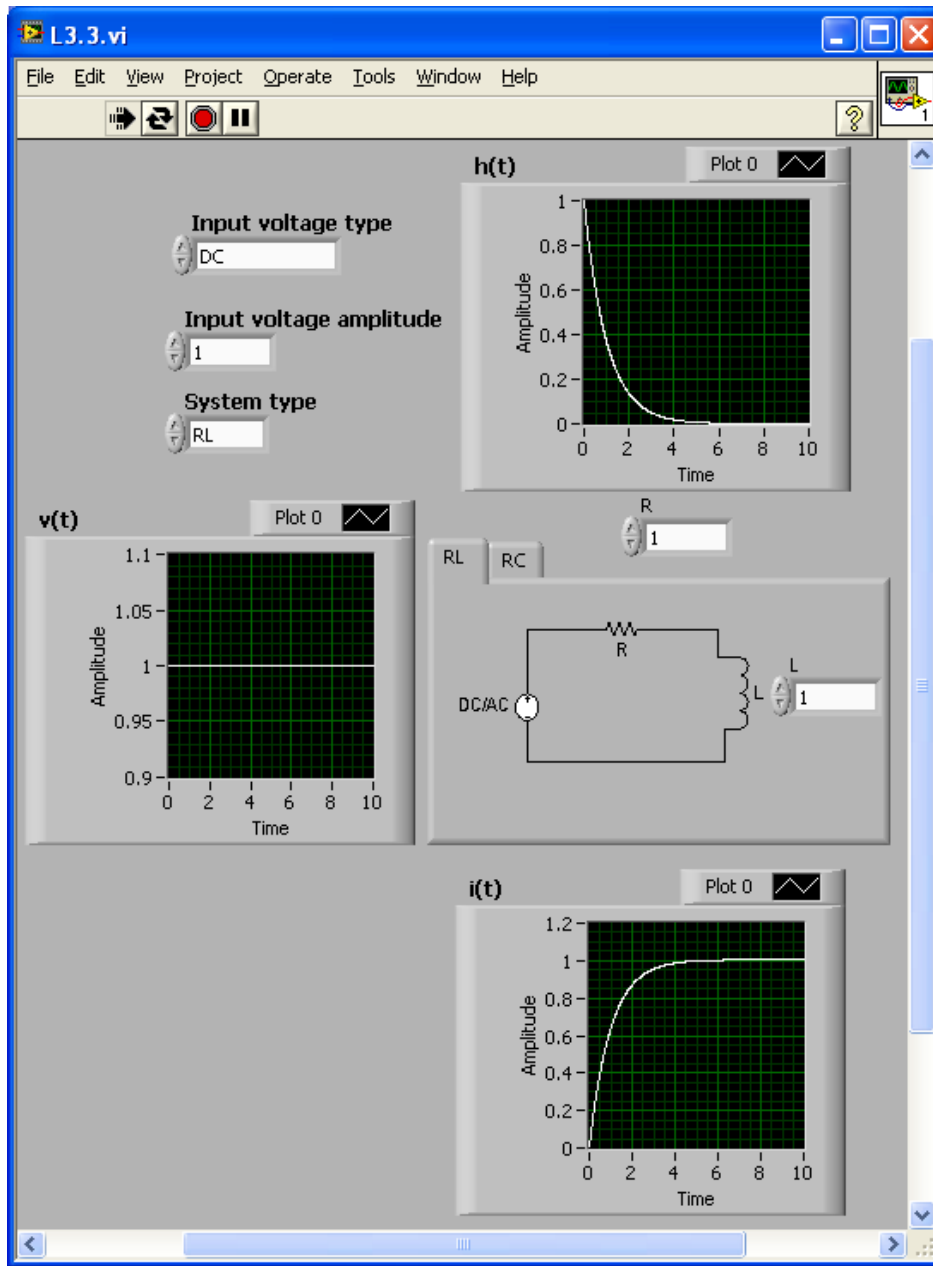 L3.3.vi
File Edit View Project Operate Tools Window Help
1
Input voltage type
DC
Input voltage amplitude
1
System type
RL
h(t)
Plot 0
1
0.8
0.6
0.4
0.2
0
Amplitude
0 2 4 6 8 10
Time
v(t)
Plot 0
1.1
1.05
1
0.95
0.9
Amplitude
0 2 4 6 8 10
Time
R
1
RL RC
R
DC/AC
L
L
1
i(t)
Plot 0
1.2
1
0.8
0.6
0.4
0.2
0
Amplitude
0 2 4 6 8 10
Time